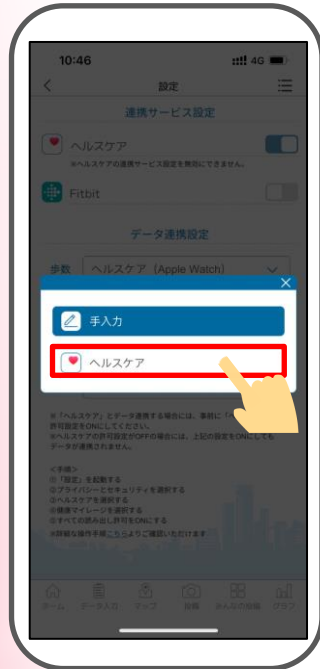 10:46
4G
設定
連携サービス設定
ヘルスケア
※ヘルスケアの連携サービス設定を無効にできません。
Fitbit
データ連携設定
歩数
ヘルスケア（Apple Watch）
手入力
ヘルスケア
※「ヘルスケア」とデータ連携する場合には、事前に「ヘ
許可設定をONにしてください。
※ヘルスケアの許可設定がOFFの場合には、上記の設定をONにしても
データが連携されません。
<手順>
①「設定」を起動する
②プライバシーとセキュリティを選択する
③ヘルスケアを選択する
④健康マイレージを選択する
⑤すべての読み出し許可をONにする
※詳細な操作手順こちらよりご確認いただけます
ホーム
データ入力
マップ
投稿
みんなの投稿
グラフ